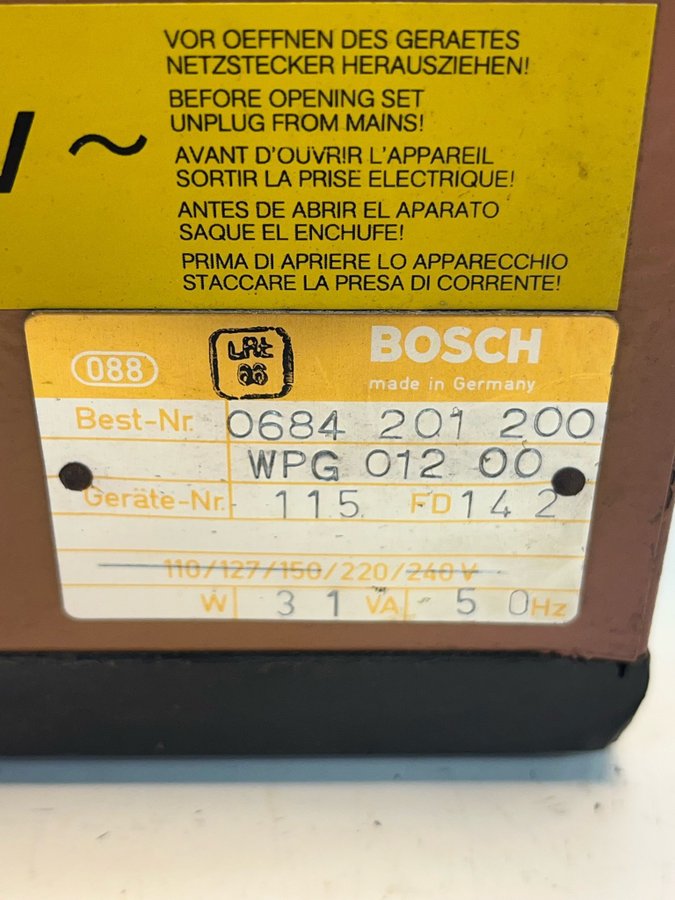 VOR OEFFNEN DES GERAETES
NETZSTECKER HERAUSZIEHEN!
BEFORE OPENING SET
UNPLUG FROM MAINS!
AVANT D'OUVRIR L'APPAREIL
SORTIR LA PRISE ELECTRIQUE!
ANTES DE ABRIR EL APARATO
SAQUE EL ENCHUFE!
PRIMA DI APRIERE LO APPARECCHIO
STACCARE LA PRESA DI CORRENTE!
~
088
BOSCH
made in Germany
Best-Nr. 0684 201 200
WPG 012 00
Geräte-Nr. 115 FD 142
110/127/150/220/240 V
W 31 VA 50 Hz